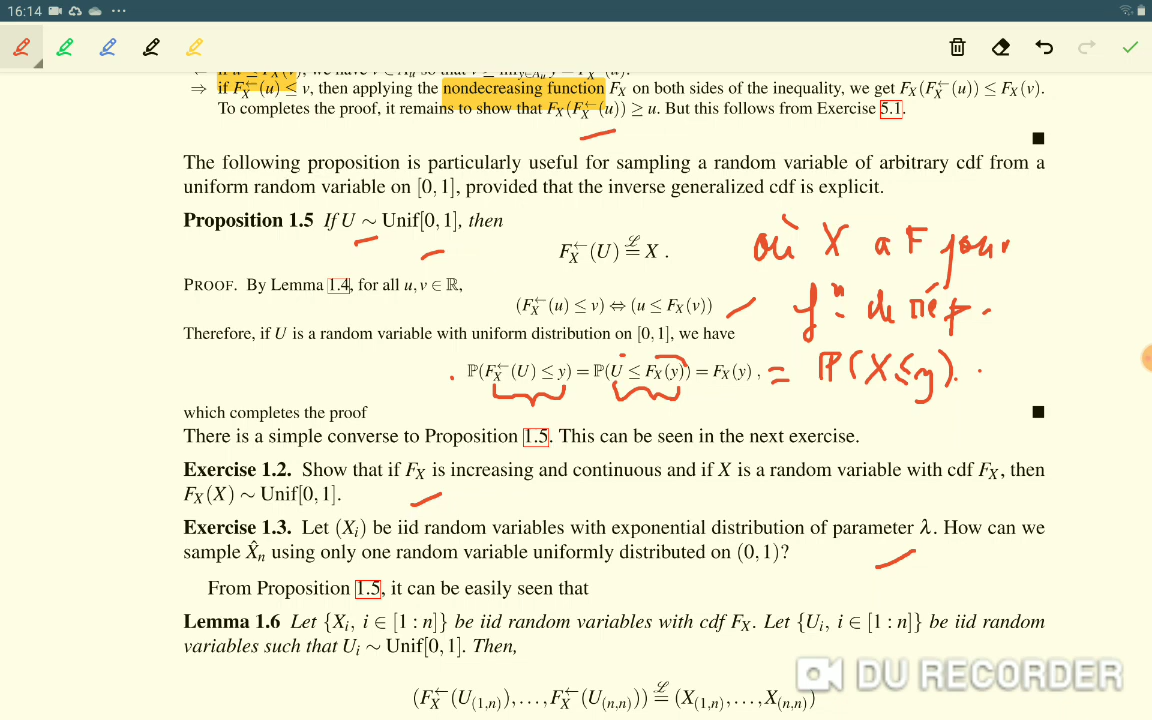 16:14
⇒ if F_X^←(u) ≤ v, then applying the nondecreasing function F_X on both sides of the inequality, we get F_X(F_X^←(u)) ≤ F_X(v).
To completes the proof, it remains to show that F_X(F_X^←(u)) ≥ u. But this follows from Exercise 5.1.
■
The following proposition is particularly useful for sampling a random variable of arbitrary cdf from a
uniform random variable on [0,1], provided that the inverse generalized cdf is explicit.
Proposition 1.5 If U ∼ Unif[0,1], then
F_X^←(U) =^ℒ X .
où X a F pour
PROOF. By Lemma 1.4, for all u,v ∈ ℝ,
(F_X^←(u) ≤ v) ⇔ (u ≤ F_X(v))
fⁿ de rép.
Therefore, if U is a random variable with uniform distribution on [0,1], we have
ℙ(F_X^←(U) ≤ y) = ℙ(U ≤ F_X(y)) = F_X(y) , = ℙ(X ≤ y).
which completes the proof ■
There is a simple converse to Proposition 1.5. This can be seen in the next exercise.
Exercise 1.2. Show that if F_X is increasing and continuous and if X is a random variable with cdf F_X, then
F_X(X) ∼ Unif[0,1].
Exercise 1.3. Let (X_i) be iid random variables with exponential distribution of parameter λ. How can we
sample X̂_n using only one random variable uniformly distributed on (0,1)?
From Proposition 1.5, it can be easily seen that
Lemma 1.6 Let {X_i, i ∈ [1 : n]} be iid random variables with cdf F_X. Let {U_i, i ∈ [1 : n]} be iid random
variables such that U_i ∼ Unif[0,1]. Then,
(F_X^←(U_(1,n)),...,F_X^←(U_(n,n))) =^ℒ (X_(1,n),...,X_(n,n))
DU RECORDER